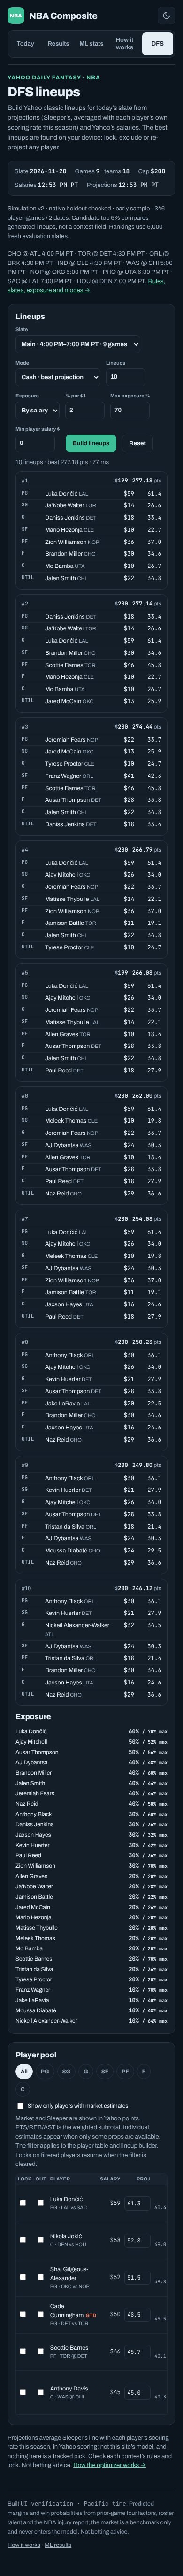 NBA
NBA Composite
Today
Results
ML stats
How it works
DFS
YAHOO DAILY FANTASY · NBA
DFS lineups
Build Yahoo classic lineups for today's slate from
projections (Sleeper's, averaged with each player's own
scoring rate this season) and Yahoo's salaries. The best
lineups are found on your device; lock, exclude or re-
project anyone.
Slate 2026-11-20 Games 9 · teams 18 Cap $200
Salaries 12:53 PM PT Projections 12:53 PM PT
Simulation v2 · native holdout checked · early sample · 346
player-games / 2 dates. Candidate top 5% compares
generated lineups, not a contest field. Rankings use 5,000
fresh evaluation slates.
CHO @ ATL 4:00 PM PT · TOR @ DET 4:30 PM PT · ORL @
BRK 4:30 PM PT · IND @ CLE 4:30 PM PT · WAS @ CHI 5:00
PM PT · NOP @ OKC 5:00 PM PT · PHO @ UTA 6:30 PM PT ·
SAC @ LAL 7:00 PM PT · HOU @ DEN 7:00 PM PT. Rules,
slates, exposure and modes →
Lineups
Slate
Main · 4:00 PM–7:00 PM PT · 9 games
Mode
Lineups
Cash · best projection
10
Exposure
% per #1
Max exposure %
By salary
2
70
Min player salary $
0
Build lineups
Reset
10 lineups · best 277.18 pts · 77 ms
#1 $199 277.18 pts
PG Luka Dončić LAL $59 61.4
SG Ja'Kobe Walter TOR $14 26.6
G Daniss Jenkins DET $18 33.4
SF Mario Hezonja CLE $10 22.7
PF Zion Williamson NOP $36 37.0
F Brandon Miller CHO $30 34.6
C Mo Bamba UTA $10 26.7
UTIL Jalen Smith CHI $22 34.8
#2 $200 277.14 pts
PG Daniss Jenkins DET $18 33.4
SG Ja'Kobe Walter TOR $14 26.6
G Luka Dončić LAL $59 61.4
SF Brandon Miller CHO $30 34.6
PF Scottie Barnes TOR $46 45.8
F Mario Hezonja CLE $10 22.7
C Mo Bamba UTA $10 26.7
UTIL Jared McCain OKC $13 25.9
#3 $200 274.44 pts
PG Jeremiah Fears NOP $22 33.7
SG Jared McCain OKC $13 25.9
G Tyrese Proctor CLE $10 24.7
SF Franz Wagner ORL $41 42.3
PF Scottie Barnes TOR $46 45.8
F Ausar Thompson DET $28 33.8
C Jalen Smith CHI $22 34.8
UTIL Daniss Jenkins DET $18 33.4
#4 $200 266.79 pts
PG Luka Dončić LAL $59 61.4
SG Ajay Mitchell OKC $26 34.0
G Jeremiah Fears NOP $22 33.7
SF Matisse Thybulle LAL $14 22.1
PF Zion Williamson NOP $36 37.0
F Jamison Battle TOR $11 19.1
C Jalen Smith CHI $22 34.8
UTIL Tyrese Proctor CLE $10 24.7
#5 $199 266.08 pts
PG Luka Dončić LAL $59 61.4
SG Ajay Mitchell OKC $26 34.0
G Jeremiah Fears NOP $22 33.7
SF Matisse Thybulle LAL $14 22.1
PF Allen Graves TOR $10 18.4
F Ausar Thompson DET $28 33.8
C Jalen Smith CHI $22 34.8
UTIL Paul Reed DET $18 27.9
#6 $200 262.00 pts
PG Luka Dončić LAL $59 61.4
SG Meleek Thomas CLE $10 19.8
G Jeremiah Fears NOP $22 33.7
SF AJ Dybantsa WAS $24 30.3
PF Allen Graves TOR $10 18.4
F Ausar Thompson DET $28 33.8
C Paul Reed DET $18 27.9
UTIL Naz Reid CHO $29 36.6
#7 $200 254.08 pts
PG Luka Dončić LAL $59 61.4
SG Ajay Mitchell OKC $26 34.0
G Meleek Thomas CLE $10 19.8
SF AJ Dybantsa WAS $24 30.3
PF Zion Williamson NOP $36 37.0
F Jamison Battle TOR $11 19.1
C Jaxson Hayes UTA $16 24.6
UTIL Paul Reed DET $18 27.9
#8 $200 250.23 pts
PG Anthony Black ORL $30 36.1
SG Ajay Mitchell OKC $26 34.0
G Kevin Huerter DET $21 27.9
SF Ausar Thompson DET $28 33.8
PF Jake LaRavia LAL $20 22.5
F Brandon Miller CHO $30 34.6
C Jaxson Hayes UTA $16 24.6
UTIL Naz Reid CHO $29 36.6
#9 $200 249.80 pts
PG Anthony Black ORL $30 36.1
SG Kevin Huerter DET $21 27.9
G Ajay Mitchell OKC $26 34.0
SF Ausar Thompson DET $28 33.8
PF Tristan da Silva ORL $18 21.4
F AJ Dybantsa WAS $24 30.3
C Moussa Diabaté CHO $24 29.5
UTIL Naz Reid CHO $29 36.6
#10 $200 246.12 pts
PG Anthony Black ORL $30 36.1
SG Kevin Huerter DET $21 27.9
G Nickeil Alexander-Walker ATL $32 34.5
SF AJ Dybantsa WAS $24 30.3
PF Tristan da Silva ORL $18 21.4
F Brandon Miller CHO $30 34.6
C Jaxson Hayes UTA $16 24.6
UTIL Naz Reid CHO $29 36.6
Exposure
Luka Dončić 60% / 70% max
Ajay Mitchell 50% / 52% max
Ausar Thompson 50% / 56% max
AJ Dybantsa 40% / 48% max
Brandon Miller 40% / 60% max
Jalen Smith 40% / 44% max
Jeremiah Fears 40% / 44% max
Naz Reid 40% / 58% max
Anthony Black 30% / 60% max
Daniss Jenkins 30% / 36% max
Jaxson Hayes 30% / 32% max
Kevin Huerter 30% / 42% max
Paul Reed 30% / 36% max
Zion Williamson 30% / 70% max
Allen Graves 20% / 20% max
Ja'Kobe Walter 20% / 28% max
Jamison Battle 20% / 22% max
Jared McCain 20% / 26% max
Mario Hezonja 20% / 20% max
Matisse Thybulle 20% / 28% max
Meleek Thomas 20% / 20% max
Mo Bamba 20% / 20% max
Scottie Barnes 20% / 70% max
Tristan da Silva 20% / 36% max
Tyrese Proctor 20% / 20% max
Franz Wagner 10% / 70% max
Jake LaRavia 10% / 40% max
Moussa Diabaté 10% / 48% max
Nickeil Alexander-Walker 10% / 64% max
Player pool
All PG SG G SF PF F
C
Show only players with market estimates
Market and Sleeper are shown in Yahoo points.
PTS/REB/AST is the weighted subtotal. Individual
estimates appear only when scoring prices are available.
The filter applies to the player table and lineup builder.
Locks on filtered players resume when the filter is
cleared.
LOCK OUT PLAYER SALARY PROJ
Luka Dončić $59 61.3
PG · LAL vs SAC 60.4
Nikola Jokić $58 52.8
C · DEN vs HOU
Shai Gilgeous-Alexander $52 51.5
PG · OKC vs NOP
Cade Cunningham GTD $50 48.5
PG · DET vs TOR 45.5
Scottie Barnes $46 45.7
PF · TOR @ DET
Anthony Davis $45 45.0
C · WAS @ CHI
Projections average Sleeper's line with each player's scoring
rate this season, in Yahoo scoring: not this site's model, and
nothing here is a tracked pick. Check each contest's rules and
lock. Not betting advice. How the optimizer works →
Built UI verification · Pacific time. Predicted
margins and win probabilities from prior-game four factors, roster
talent and the NBA injury report; the market is a benchmark only
and never a model input. Not betting advice.
How it works · ML results